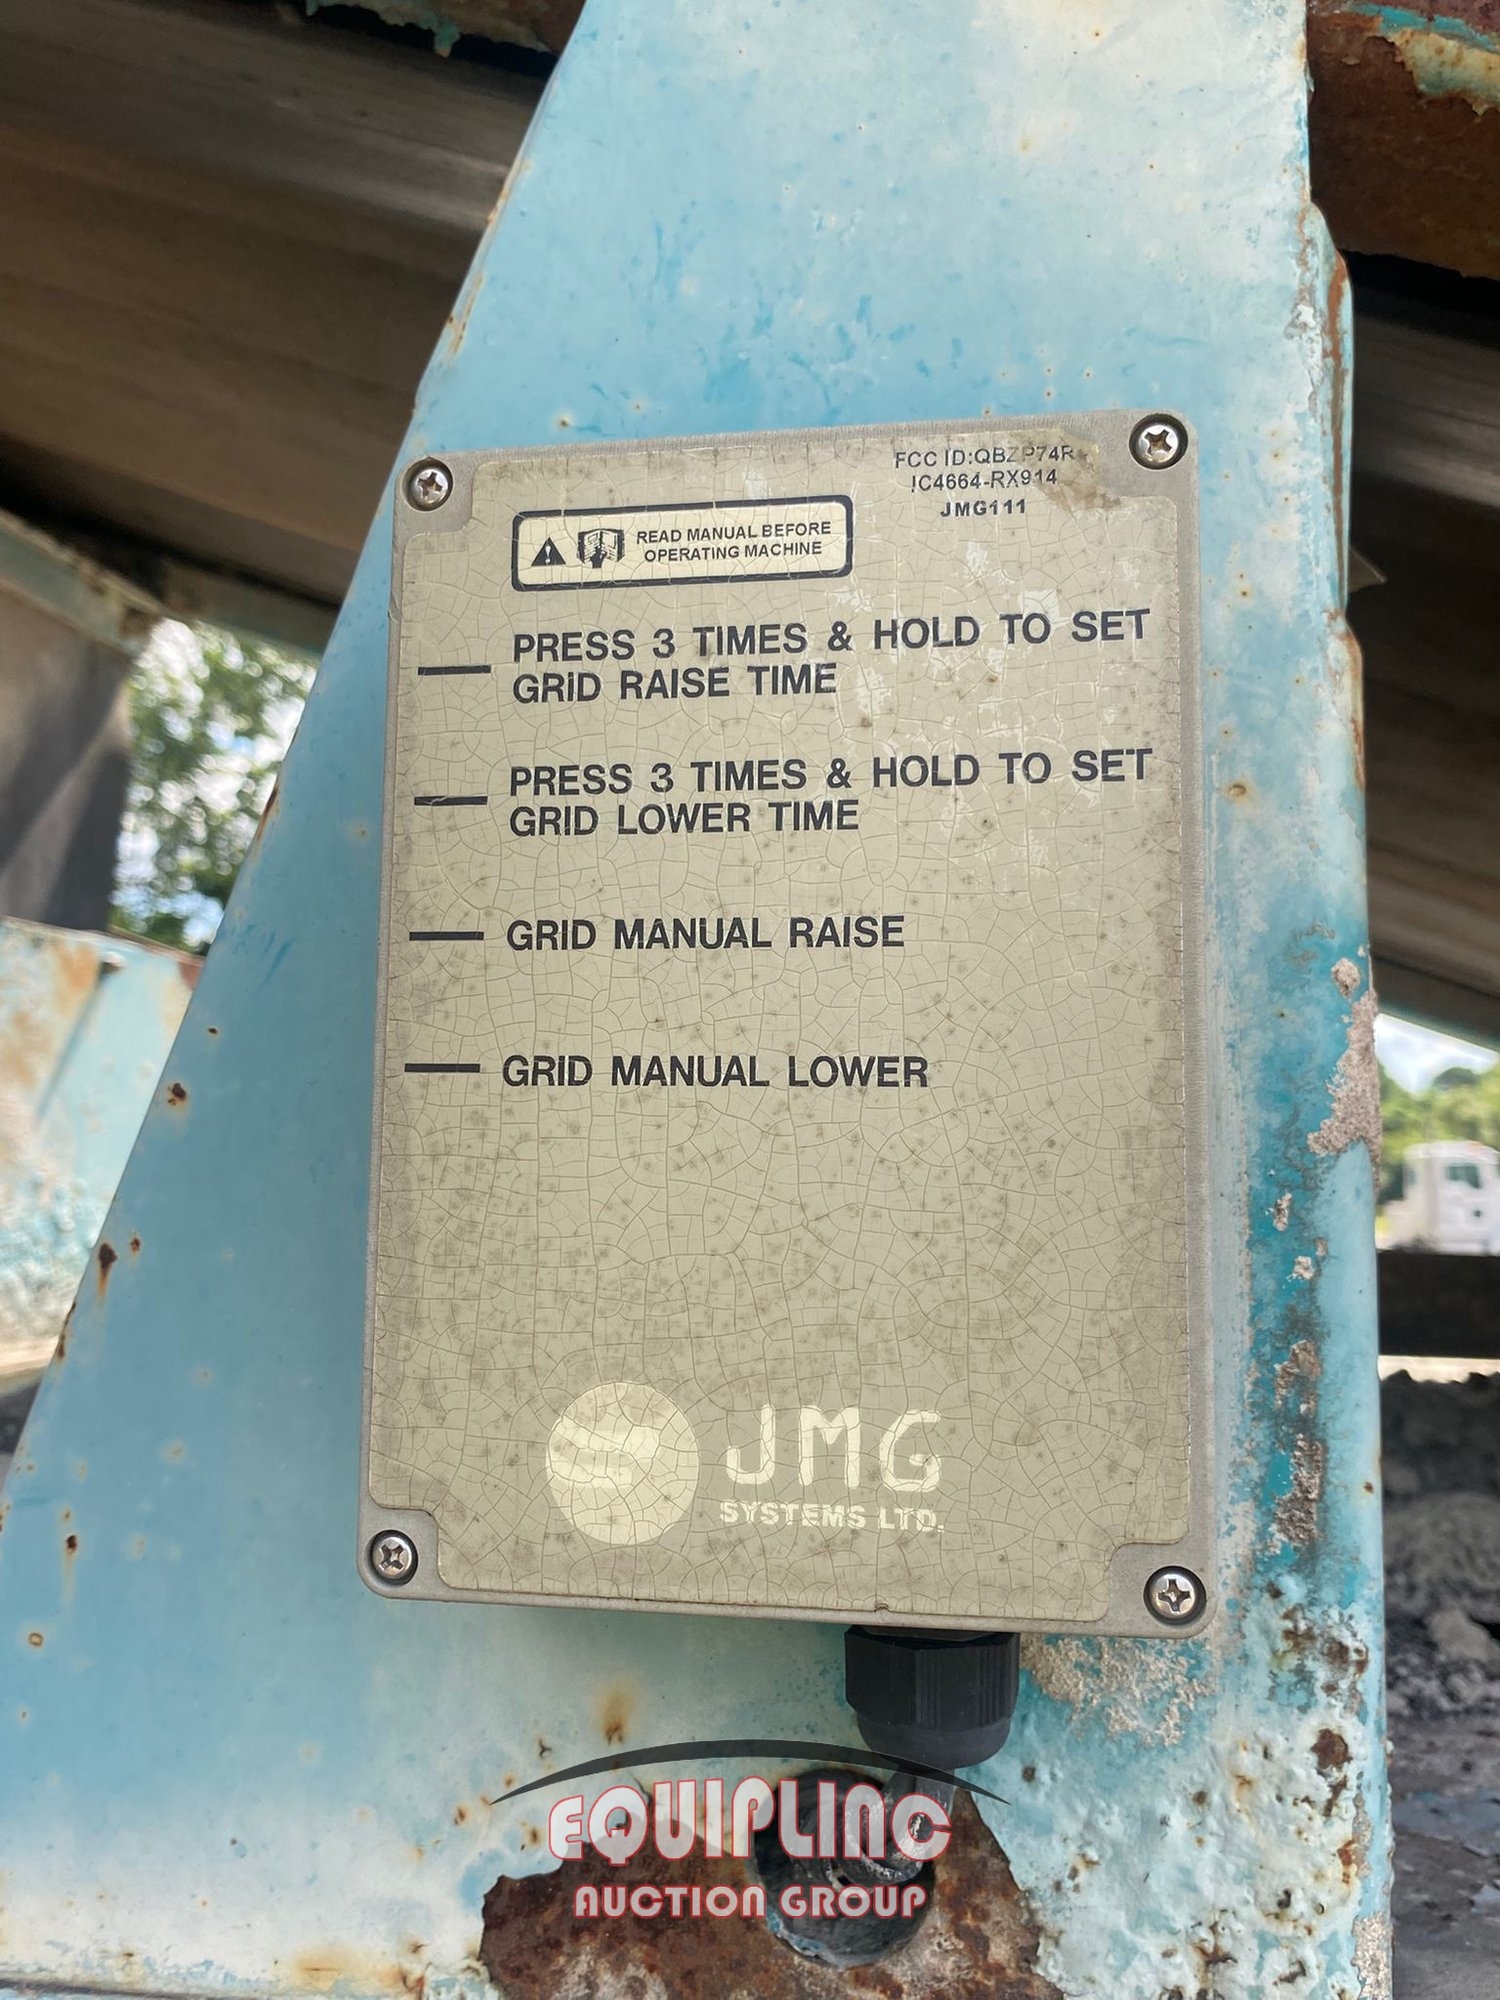 FCC ID:QBZP74R
IC4664-RX914
JMG111
READ MANUAL BEFORE
OPERATING MACHINE
PRESS 3 TIMES & HOLD TO SET
GRID RAISE TIME
PRESS 3 TIMES & HOLD TO SET
GRID LOWER TIME
GRID MANUAL RAISE
GRID MANUAL LOWER
JMG
SYSTEMS LTD.
EQUIPLINC
AUCTION GROUP